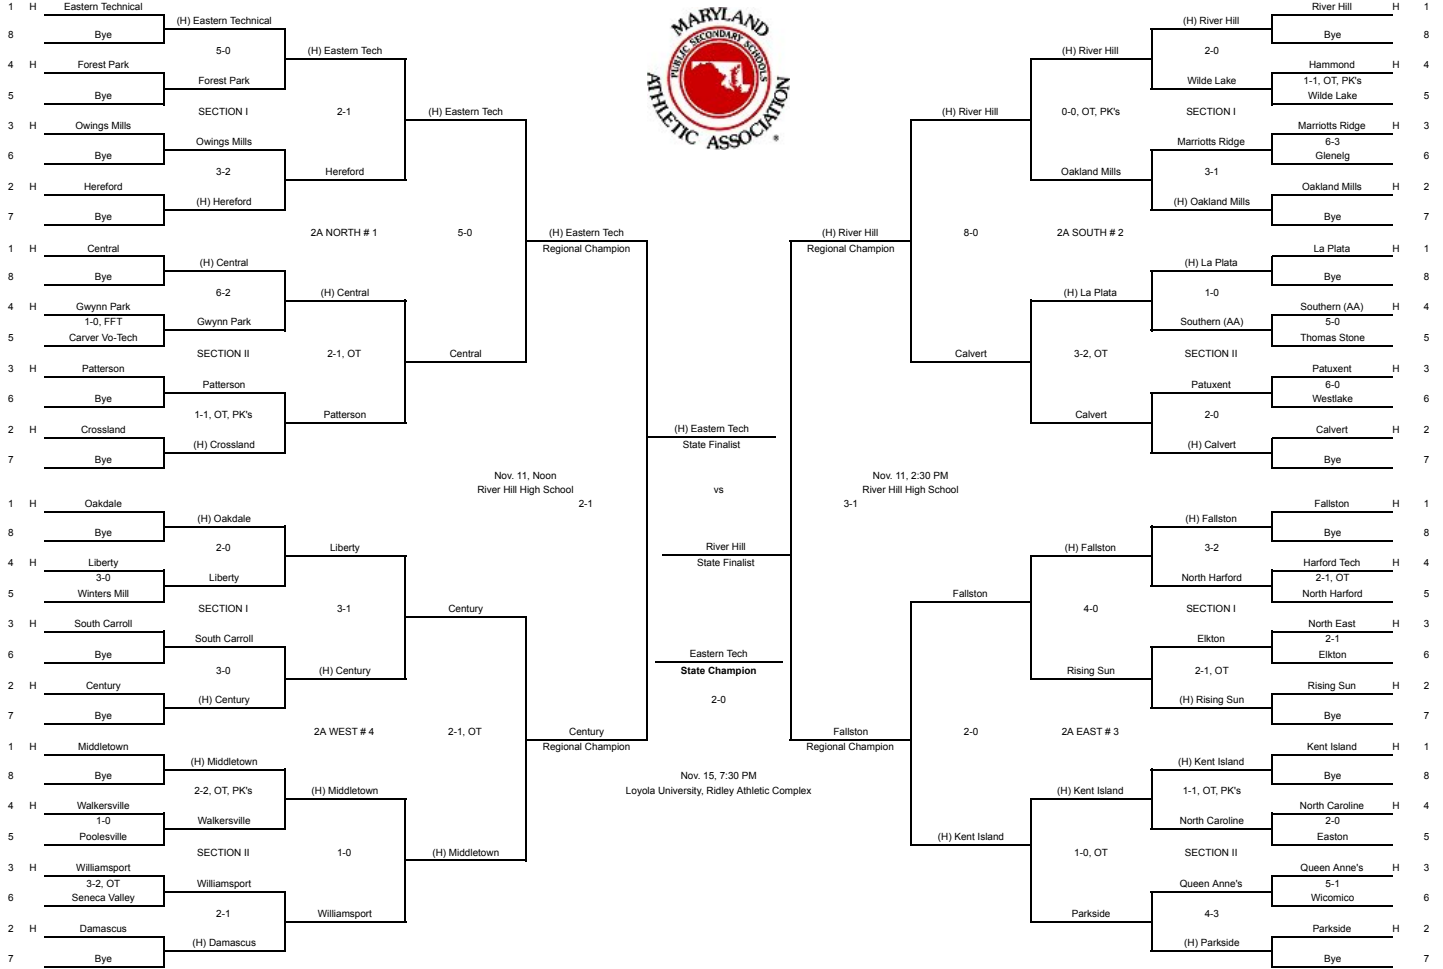 MARYLAND
PUBLIC SECONDARY SCHOOLS
ATHLETIC ASSOCIATION
®
1 H Eastern Technical
8 Bye
4 H Forest Park
5 Bye
3 H Owings Mills
6 Bye
2 H Hereford
7 Bye
(H) Eastern Technical
5-0
Forest Park
SECTION I
Owings Mills
3-2
(H) Hereford
(H) Eastern Tech
2-1
Hereford
2A NORTH # 1
1 H Central
8 Bye
4 H Gwynn Park
1-0, FFT
5 Carver Vo-Tech
3 H Patterson
6 Bye
2 H Crossland
7 Bye
(H) Central
6-2
Gwynn Park
SECTION II
Patterson
1-1, OT, PK's
(H) Crossland
(H) Central
2-1, OT
Patterson
(H) Eastern Tech
5-0
Central
(H) Eastern Tech
Regional Champion
1 H Oakdale
8 Bye
4 H Liberty
3-0
5 Winters Mill
3 H South Carroll
6 Bye
2 H Century
7 Bye
(H) Oakdale
2-0
Liberty
SECTION I
South Carroll
3-0
(H) Century
Liberty
3-1
(H) Century
2A WEST # 4
1 H Middletown
8 Bye
4 H Walkersville
1-0
5 Poolesville
3 H Williamsport
3-2, OT
6 Seneca Valley
2 H Damascus
7 Bye
(H) Middletown
2-2, OT, PK's
Walkersville
SECTION II
Williamsport
2-1
(H) Damascus
(H) Middletown
1-0
Williamsport
Century
2-1, OT
(H) Middletown
Century
Regional Champion
Nov. 11, Noon
River Hill High School
2-1
(H) Eastern Tech
State Finalist
vs
River Hill
State Finalist
Eastern Tech
State Champion
2-0
Nov. 15, 7:30 PM
Loyola University, Ridley Athletic Complex
Nov. 11, 2:30 PM
River Hill High School
3-1
(H) River Hill
Regional Champion
(H) River Hill
8-0
Calvert
(H) River Hill
0-0, OT, PK's
Oakland Mills
2A SOUTH # 2
(H) River Hill
2-0
Wilde Lake
SECTION I
Marriotts Ridge
3-1
(H) Oakland Mills
River Hill H 1
Bye 8
Hammond H 4
1-1, OT, PK's
Wilde Lake 5
Marriotts Ridge H 3
6-3
Glenelg 6
Oakland Mills H 2
Bye 7
(H) La Plata
3-2, OT
Calvert
(H) La Plata
1-0
Southern (AA)
SECTION II
Patuxent
2-0
(H) Calvert
La Plata H 1
Bye 8
Southern (AA) H 4
5-0
Thomas Stone 5
Patuxent H 3
6-0
Westlake 6
Calvert H 2
Bye 7
Fallston
Regional Champion
Fallston
2-0
(H) Kent Island
(H) Fallston
4-0
Rising Sun
2A EAST # 3
(H) Fallston
3-2
North Harford
SECTION I
Elkton
2-1, OT
(H) Rising Sun
Fallston H 1
Bye 8
Harford Tech H 4
2-1, OT
North Harford 5
North East H 3
2-1
Elkton 6
Rising Sun H 2
Bye 7
(H) Kent Island
1-0, OT
Parkside
(H) Kent Island
1-1, OT, PK's
North Caroline
SECTION II
Queen Anne's
4-3
(H) Parkside
Kent Island H 1
Bye 8
North Caroline H 4
2-0
Easton 5
Queen Anne's H 3
5-1
Wicomico 6
Parkside H 2
Bye 7